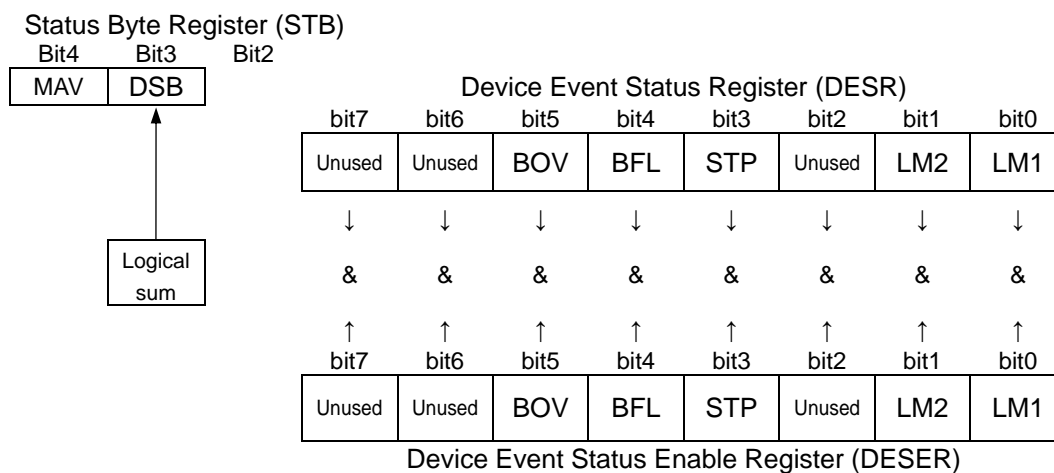 Status Byte Register (STB)
Bit4 Bit3 Bit2
MAV DSB
Device Event Status Register (DESR)
bit7 bit6 bit5 bit4 bit3 bit2 bit1 bit0
Unused Unused BOV BFL STP Unused LM2 LM1
↓ ↓ ↓ ↓ ↓ ↓ ↓ ↓
Logical
sum
& & & & & & & &
↑ ↑ ↑ ↑ ↑ ↑ ↑ ↑
bit7 bit6 bit5 bit4 bit3 bit2 bit1 bit0
Unused Unused BOV BFL STP Unused LM2 LM1
Device Event Status Enable Register (DESER)